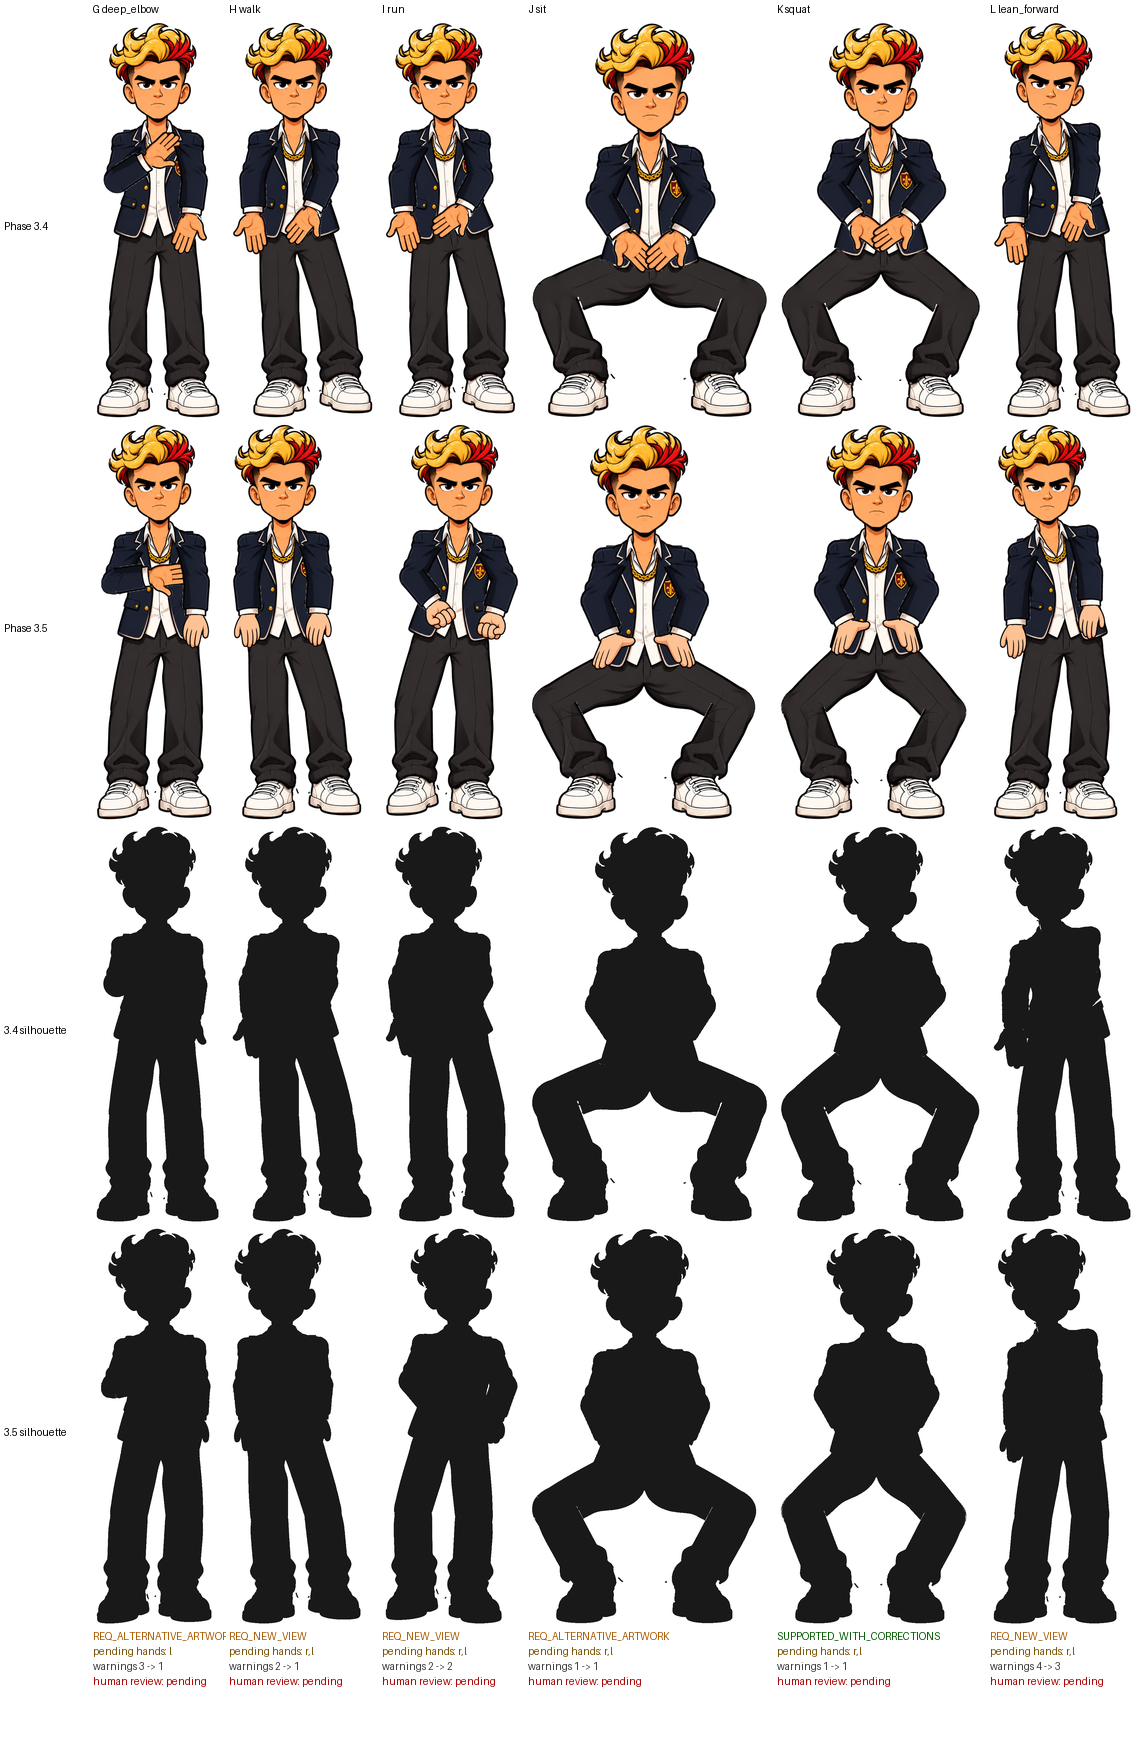 G deep_elbow
H walk
I run
J sit
K squat
L lean_forward
Phase 3.4
Phase 3.5
3.4 silhouette
3.5 silhouette
REQ_ALTERNATIVE_ARTWOR
pending hands: l
warnings 3 -> 1
human review: pending
REQ_NEW_VIEW
pending hands: r,l
warnings 2 -> 1
human review: pending
REQ_NEW_VIEW
pending hands: r,l
warnings 2 -> 2
human review: pending
REQ_ALTERNATIVE_ARTWORK
pending hands: r,l
warnings 1 -> 1
human review: pending
SUPPORTED_WITH_CORRECTIONS
pending hands: r,l
warnings 1 -> 1
human review: pending
REQ_NEW_VIEW
pending hands: r,l
warnings 4 -> 3
human review: pending